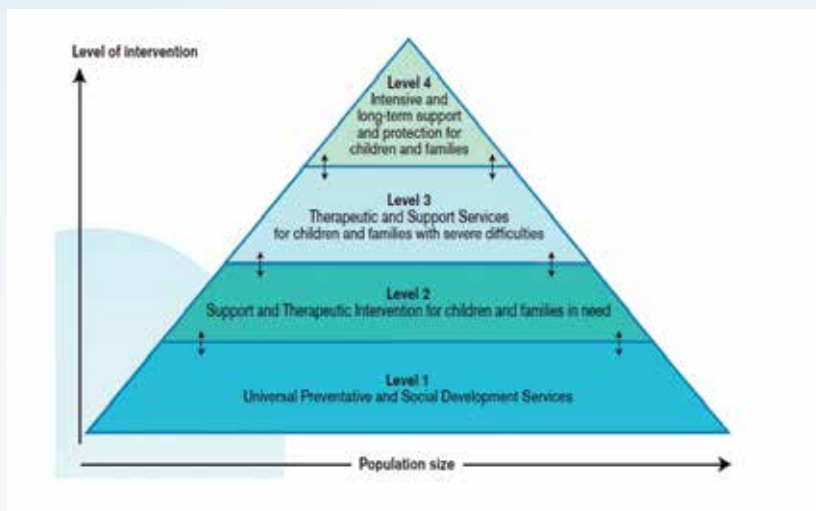 Level of intervention
Level 4
Intensive and
long-term support
and protection for
children and families
Level 3
Therapeutic and Support Services
for children and families with severe difficulties
Level 2
Support and Therapeutic Intervention for children and families in need
Level 1
Universal Preventative and Social Development Services
Population size